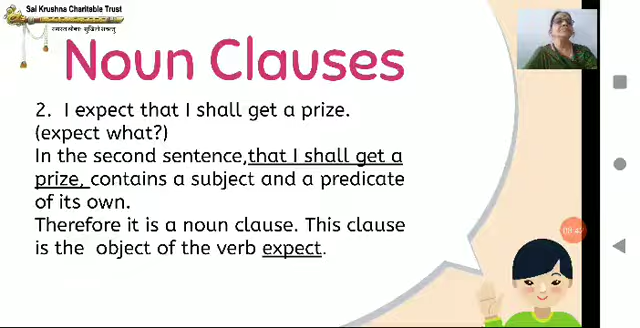 Sai Krushna Charitable Trust
Noun Clauses
2. I expect that I shall get a prize.
(expect what?)
In the second sentence,that I shall get a
prize, contains a subject and a predicate
of its own.
Therefore it is a noun clause. This clause
is the object of the verb expect.